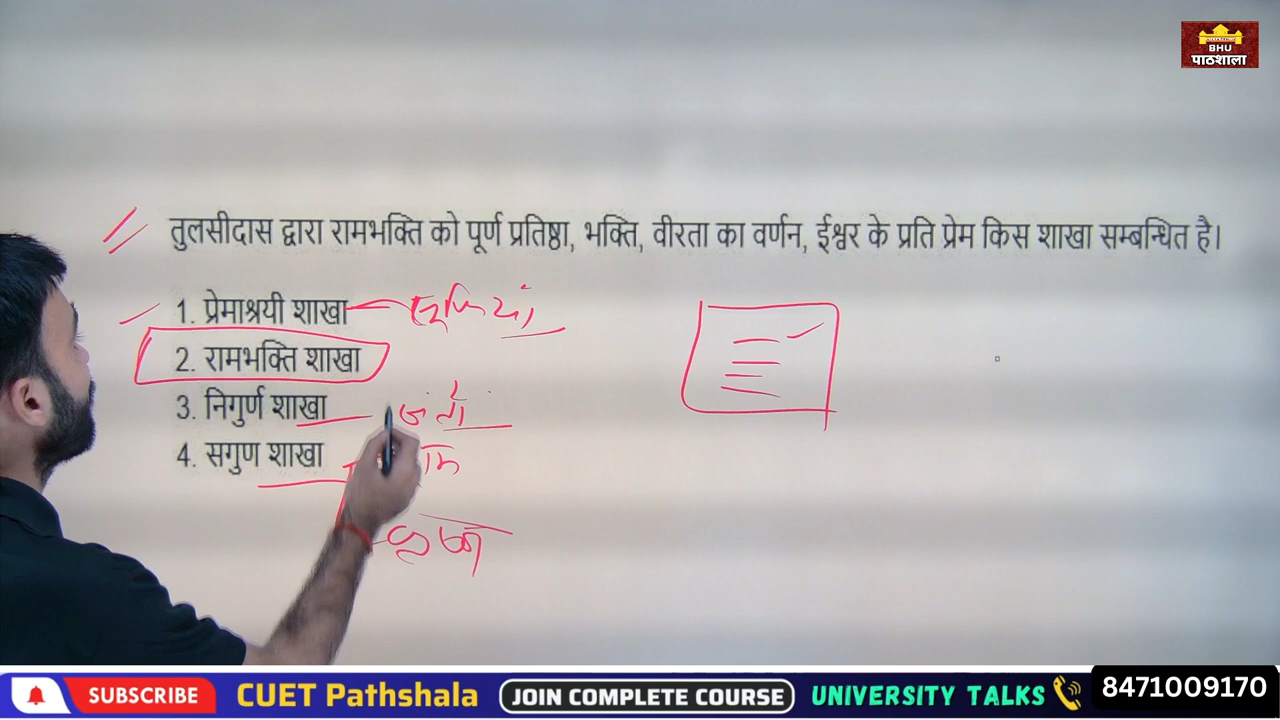 BHU
पाठशाला
तुलसीदास द्वारा रामभक्ति को पूर्ण प्रतिष्ठा, भक्ति, वीरता का वर्णन, ईश्वर के प्रति प्रेम किस शाखा सम्बन्धित है।
1. प्रेमाश्रयी शाखा
2. रामभक्ति शाखा
3. निगुर्ण शाखा
4. सगुण शाखा
कृष्ण
SUBSCRIBE CUET Pathshala JOIN COMPLETE COURSE UNIVERSITY TALKS 8471009170